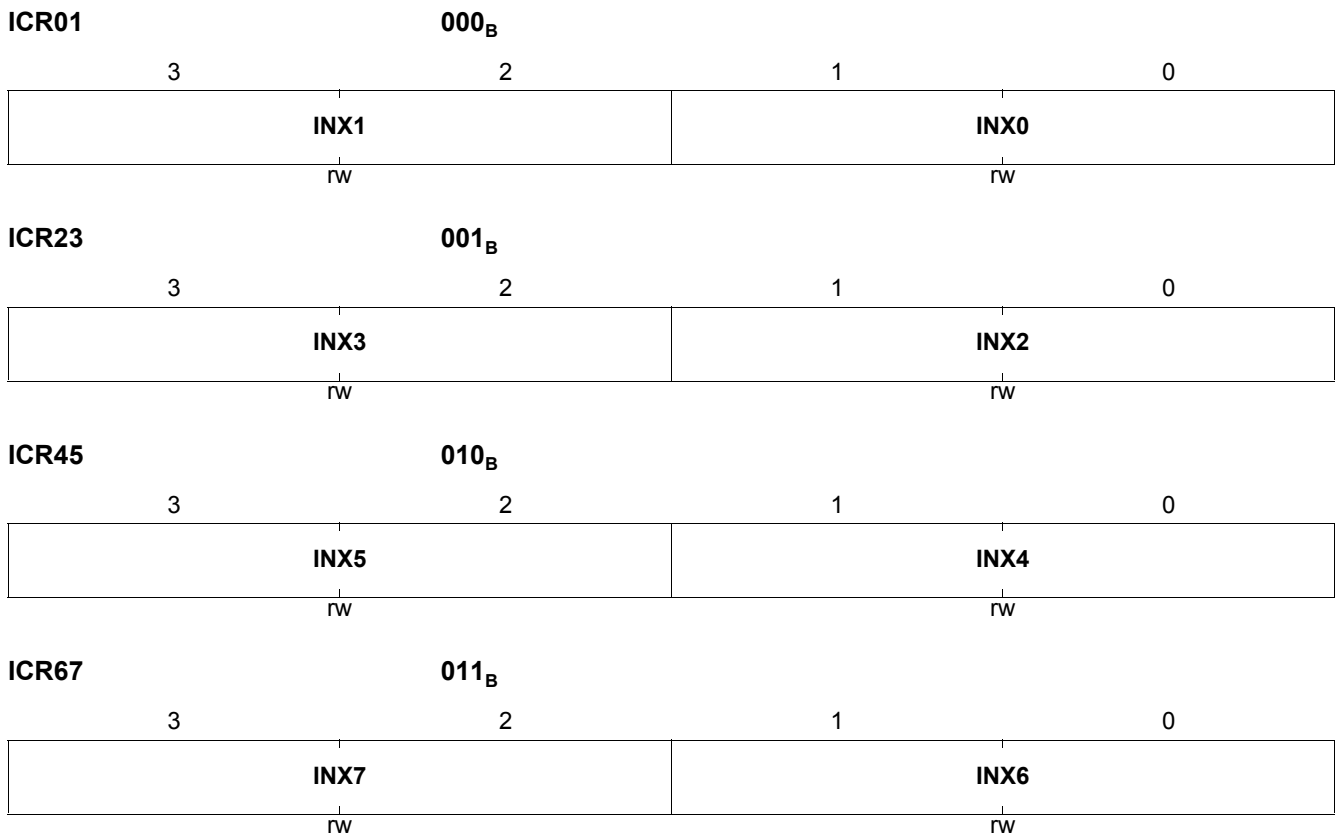 ICR01 000B
3 2 1 0
INX1 INX0
rw rw
ICR23 001B
3 2 1 0
INX3 INX2
rw rw
ICR45 010B
3 2 1 0
INX5 INX4
rw rw
ICR67 011B
3 2 1 0
INX7 INX6
rw rw